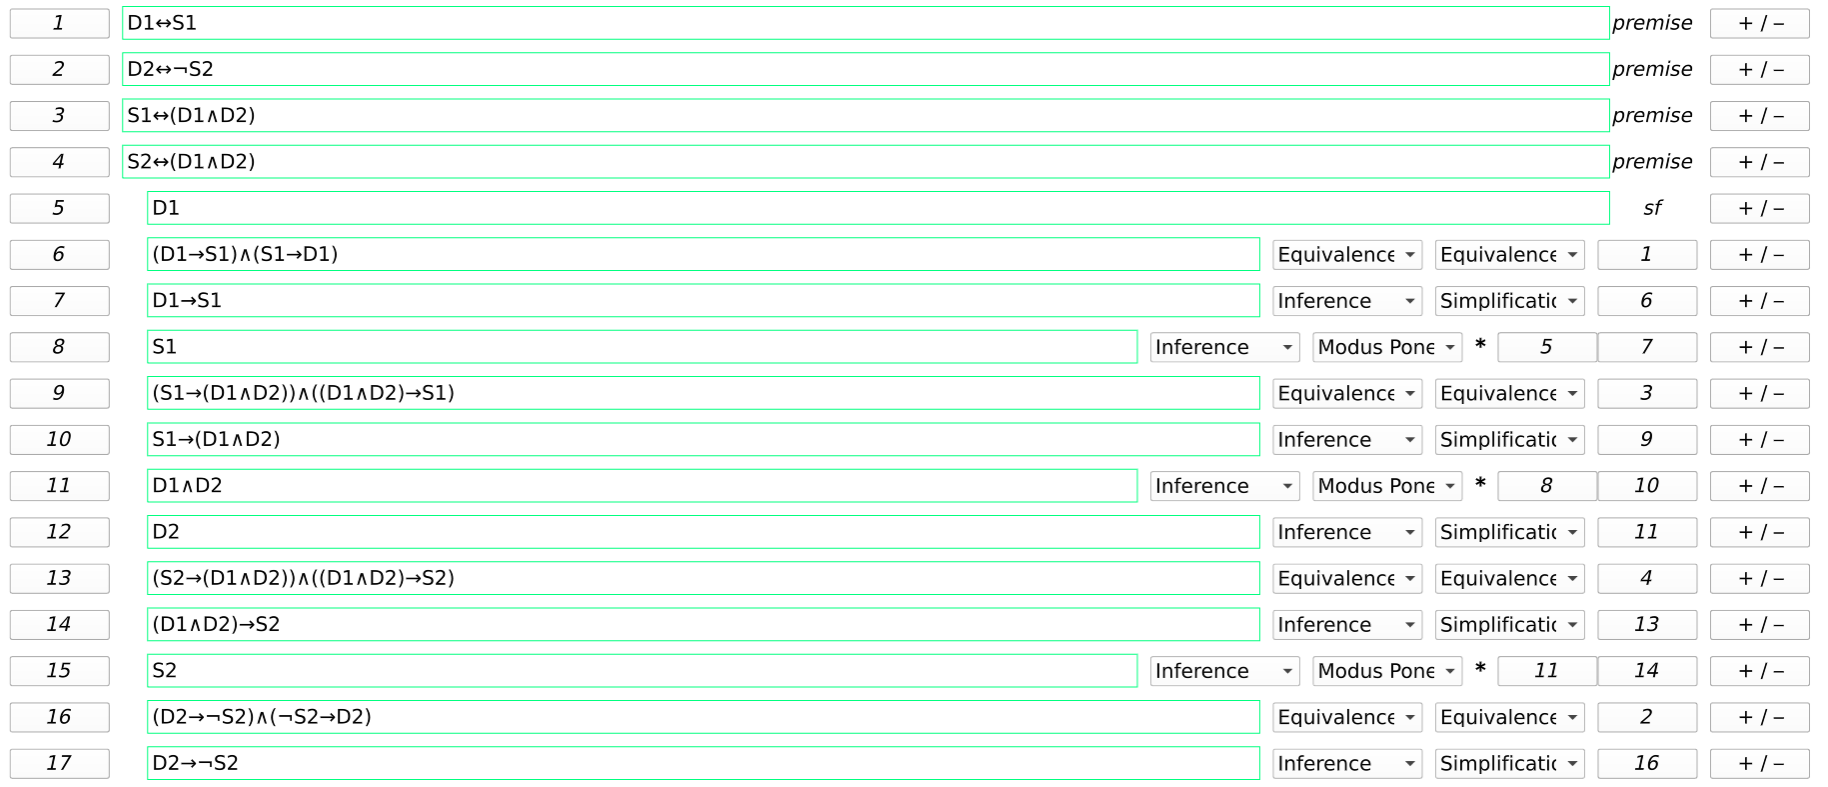 1 D1↔S1 premise + / –
2 D2↔¬S2 premise + / –
3 S1↔(D1∧D2) premise + / –
4 S2↔(D1∧D2) premise + / –
5 D1 sf + / –
6 (D1→S1)∧(S1→D1) Equivalence Equivalence 1 + / –
7 D1→S1 Inference Simplificatic 6 + / –
8 S1 Inference Modus Pone * 5 7 + / –
9 (S1→(D1∧D2))∧((D1∧D2)→S1) Equivalence Equivalence 3 + / –
10 S1→(D1∧D2) Inference Simplificatic 9 + / –
11 D1∧D2 Inference Modus Pone * 8 10 + / –
12 D2 Inference Simplificatic 11 + / –
13 (S2→(D1∧D2))∧((D1∧D2)→S2) Equivalence Equivalence 4 + / –
14 (D1∧D2)→S2 Inference Simplificatic 13 + / –
15 S2 Inference Modus Pone * 11 14 + / –
16 (D2→¬S2)∧(¬S2→D2) Equivalence Equivalence 2 + / –
17 D2→¬S2 Inference Simplificatic 16 + / –